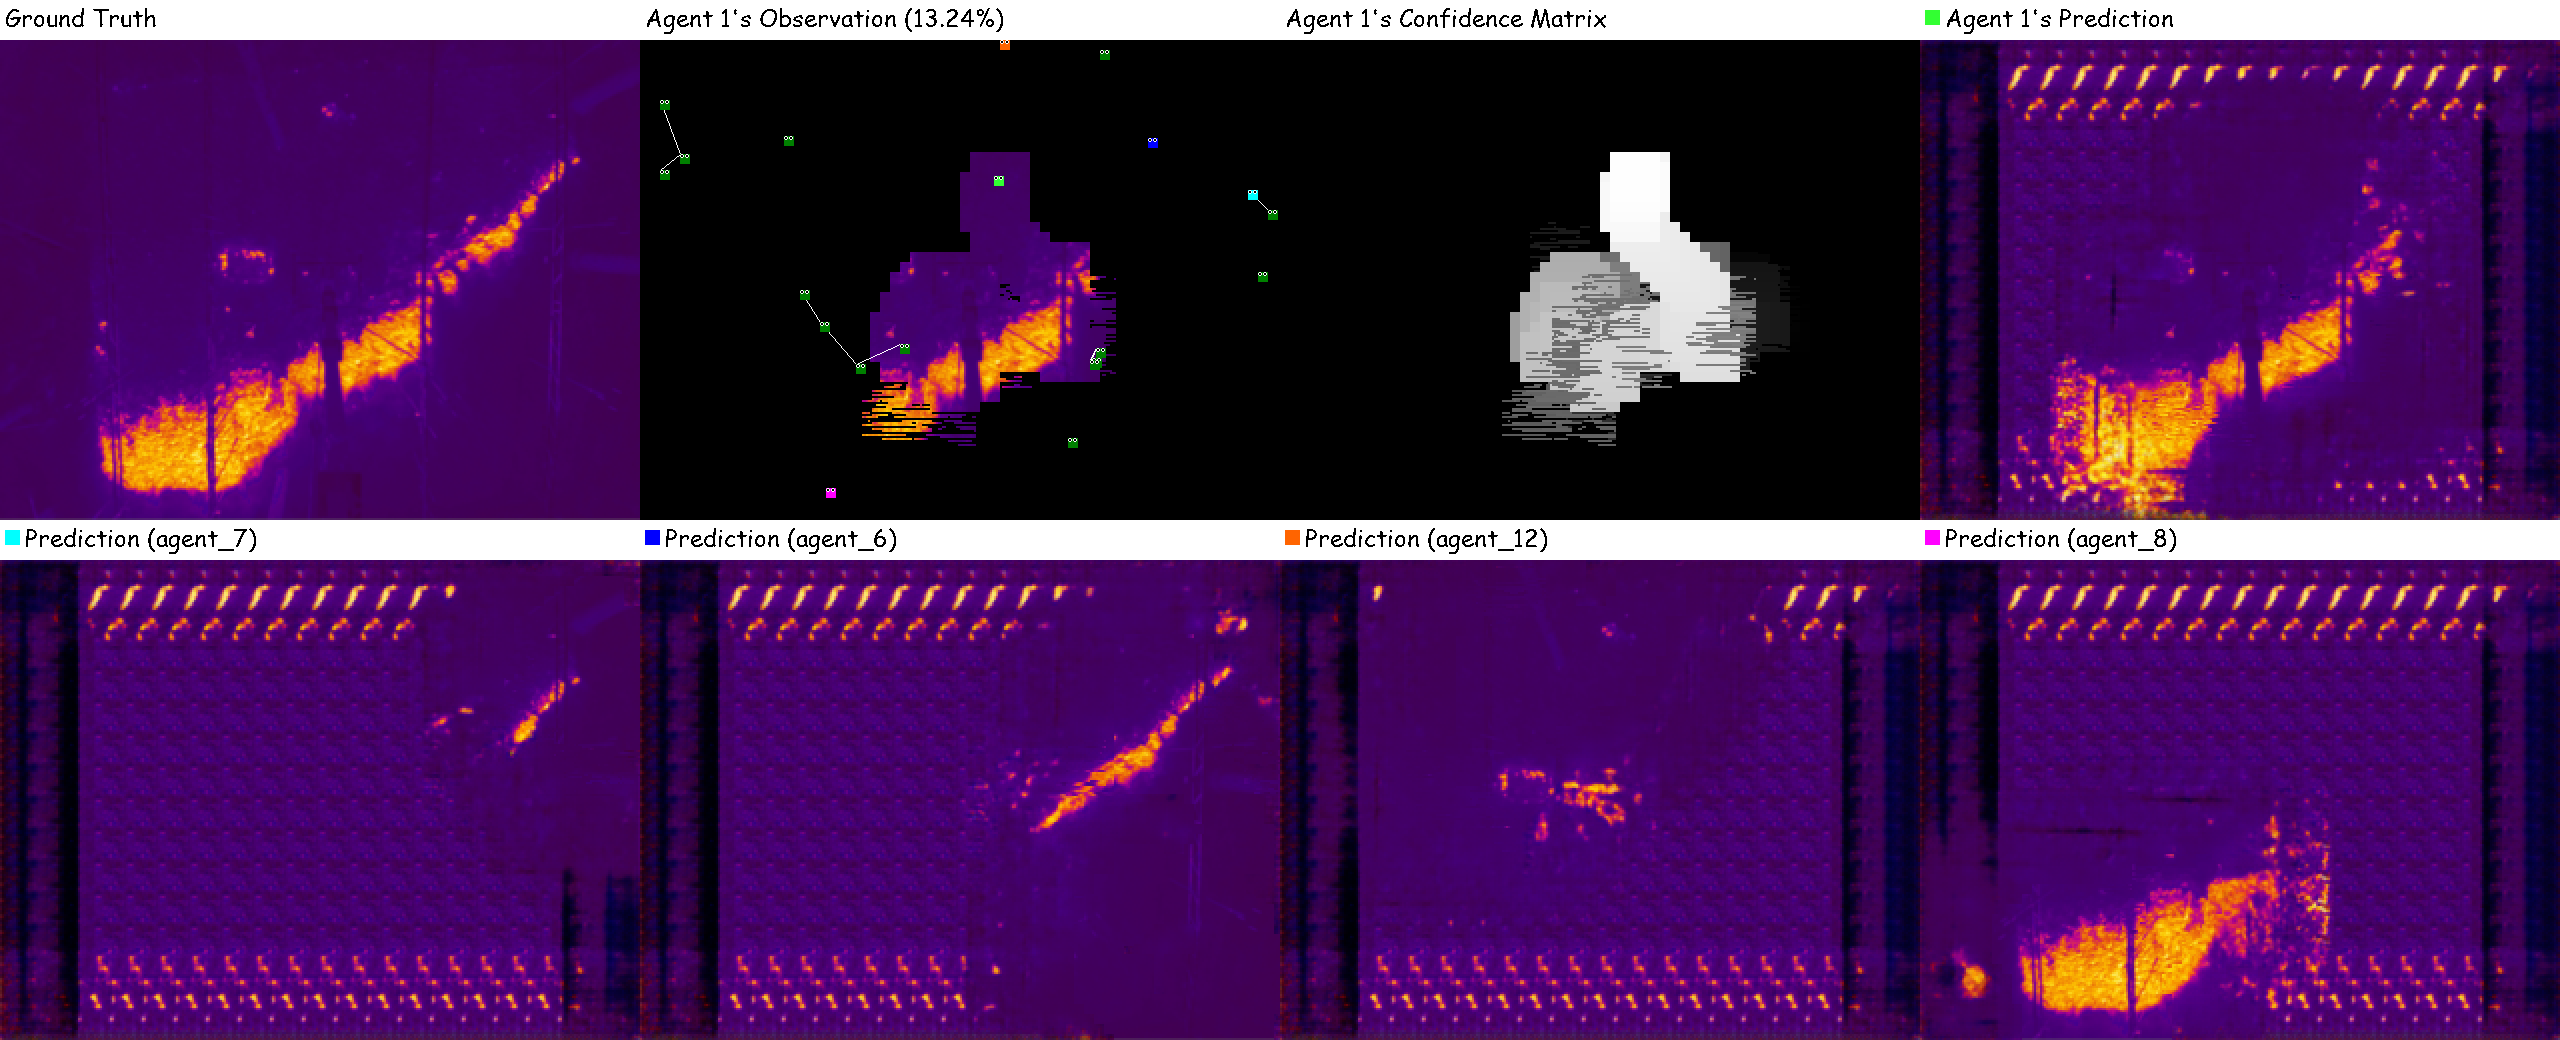 Ground Truth
Agent 1's Observation (13.24%)
Agent 1's Confidence Matrix
Agent 1's Prediction
Prediction (agent_7)
Prediction (agent_6)
Prediction (agent_12)
Prediction (agent_8)